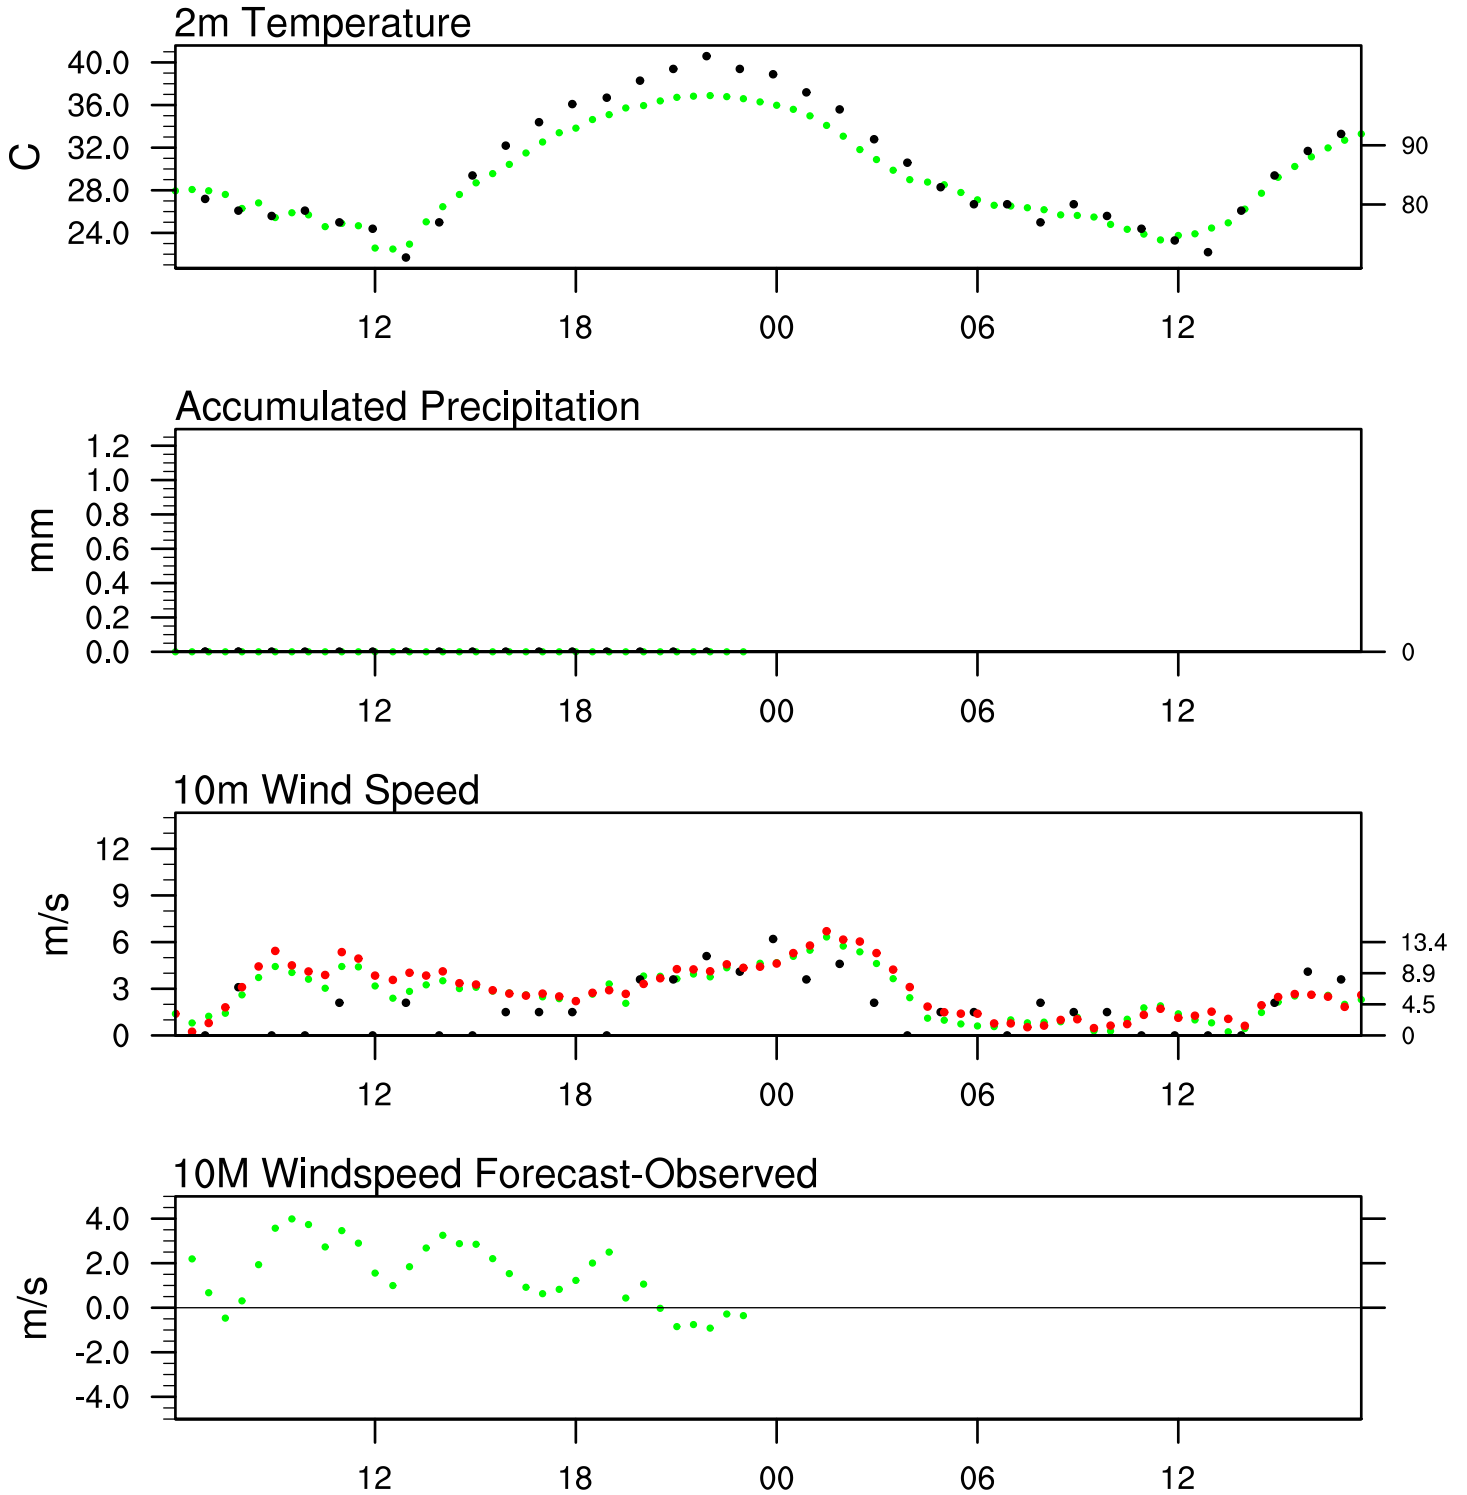 2m Temperature
40.0
36.0
32.0
28.0
24.0
C
90
80
12 18 00 06 12
Accumulated Precipitation
1.2
1.0
0.8
0.6
0.4
0.2
0.0
mm
0
12 18 00 06 12
10m Wind Speed
12
9
6
3
0
m/s
13.4
8.9
4.5
0
12 18 00 06 12
10M Windspeed Forecast-Observed
4.0
2.0
0.0
-2.0
-4.0
m/s
12 18 00 06 12